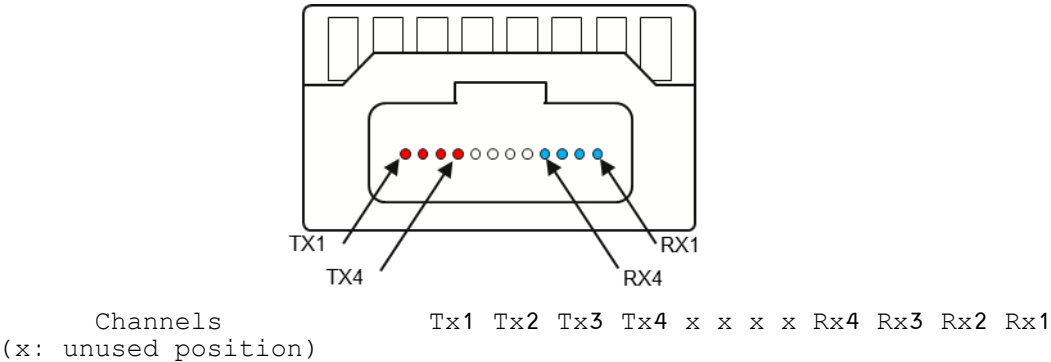 TX1
RX1
TX4
RX4
Channels Tx1 Tx2 Tx3 Tx4 x x x x Rx4 Rx3 Rx2 Rx1
(x: unused position)